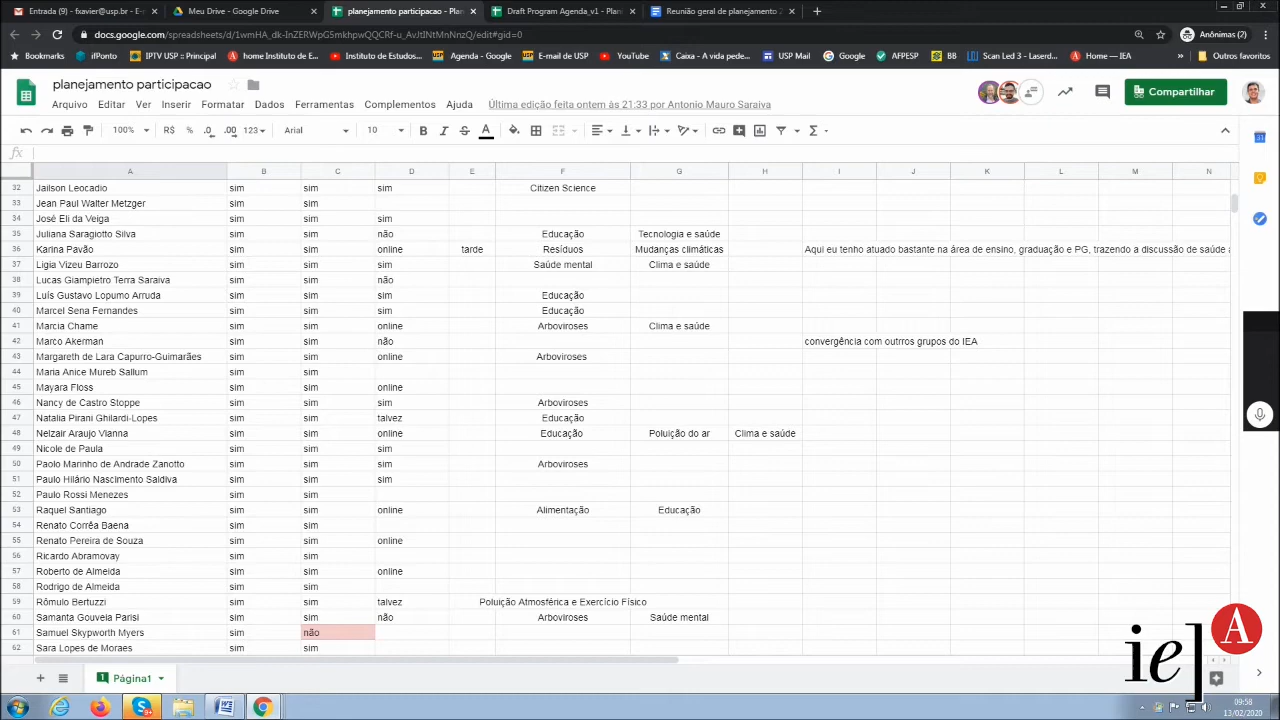 Entrada (9) - fxavier@usp.br - E-m
Meu Drive - Google Drive
planejamento participacao - Plan
Draft Program Agenda_v1 - Plani
Reunião geral de planejamento 2
docs.google.com/spreadsheets/d/1wmHA_dk-InZERWpG5mkhpwQQCRf-u_AvJtINtMnNnzQ/edit#gid=0
Anônimas (2)
Bookmarks
ifPonto
IPTV USP = Principal
home Instituto de E...
Instituto de Estudos...
Agenda - Google
E-mail de USP
YouTube
Caixa - A vida pede...
USP Mail
Google
AFPESP
BB
Scan Led 3 - Laserd...
Home — IEA
Outros favoritos
planejamento participacao
Arquivo Editar Ver Inserir Formatar Dados Ferramentas Complementos Ajuda Última edição feita ontem às 21:33 por Antonio Mauro Saraiva
Compartilhar
100% R$ % .0 .00 123 Arial 10 B I S A
fx
A B C D E F G H I J K L M N
32 Jailson Leocadio sim sim sim Citizen Science
33 Jean Paul Walter Metzger sim sim
34 José Eli da Veiga sim sim sim
35 Juliana Saragiotto Silva sim sim não Educação Tecnologia e saúde
36 Karina Pavão sim sim online tarde Resíduos Mudanças climáticas Aqui eu tenho atuado bastante na área de ensino, graduação e PG, trazendo a discussão de saúde a
37 Ligia Vizeu Barrozo sim sim sim Saúde mental Clima e saúde
38 Lucas Giampietro Terra Saraiva sim sim não
39 Luís Gustavo Lopumo Arruda sim sim sim Educação
40 Marcel Sena Fernandes sim sim sim Educação
41 Marcia Chame sim sim online Arboviroses Clima e saúde
42 Marco Akerman sim sim não convergência com outrros grupos do IEA
43 Margareth de Lara Capurro-Guimarães sim sim online Arboviroses
44 Maria Anice Mureb Sallum sim sim
45 Mayara Floss sim sim online
46 Nancy de Castro Stoppe sim sim sim Arboviroses
47 Natalia Pirani Ghilardi-Lopes sim sim talvez Educação
48 Nelzair Araujo Vianna sim sim online Educação Poluição do ar Clima e saúde
49 Nicole de Paula sim sim sim
50 Paolo Marinho de Andrade Zanotto sim sim sim Arboviroses
51 Paulo Hilário Nascimento Saldiva sim sim sim
52 Paulo Rossi Menezes sim sim
53 Raquel Santiago sim sim online Alimentação Educação
54 Renato Corrêa Baena sim sim
55 Renato Pereira de Souza sim sim online
56 Ricardo Abramovay sim sim
57 Roberto de Almeida sim sim online
58 Rodrigo de Almeida sim sim
59 Rômulo Bertuzzi sim sim talvez Poluição Atmosférica e Exercício Físico
60 Samanta Gouveia Parisi sim sim não Arboviroses Saúde mental
61 Samuel Skypworth Myers sim não
62 Sara Lopes de Moraes sim sim
Página1
ie] A
09:58
13/02/2020